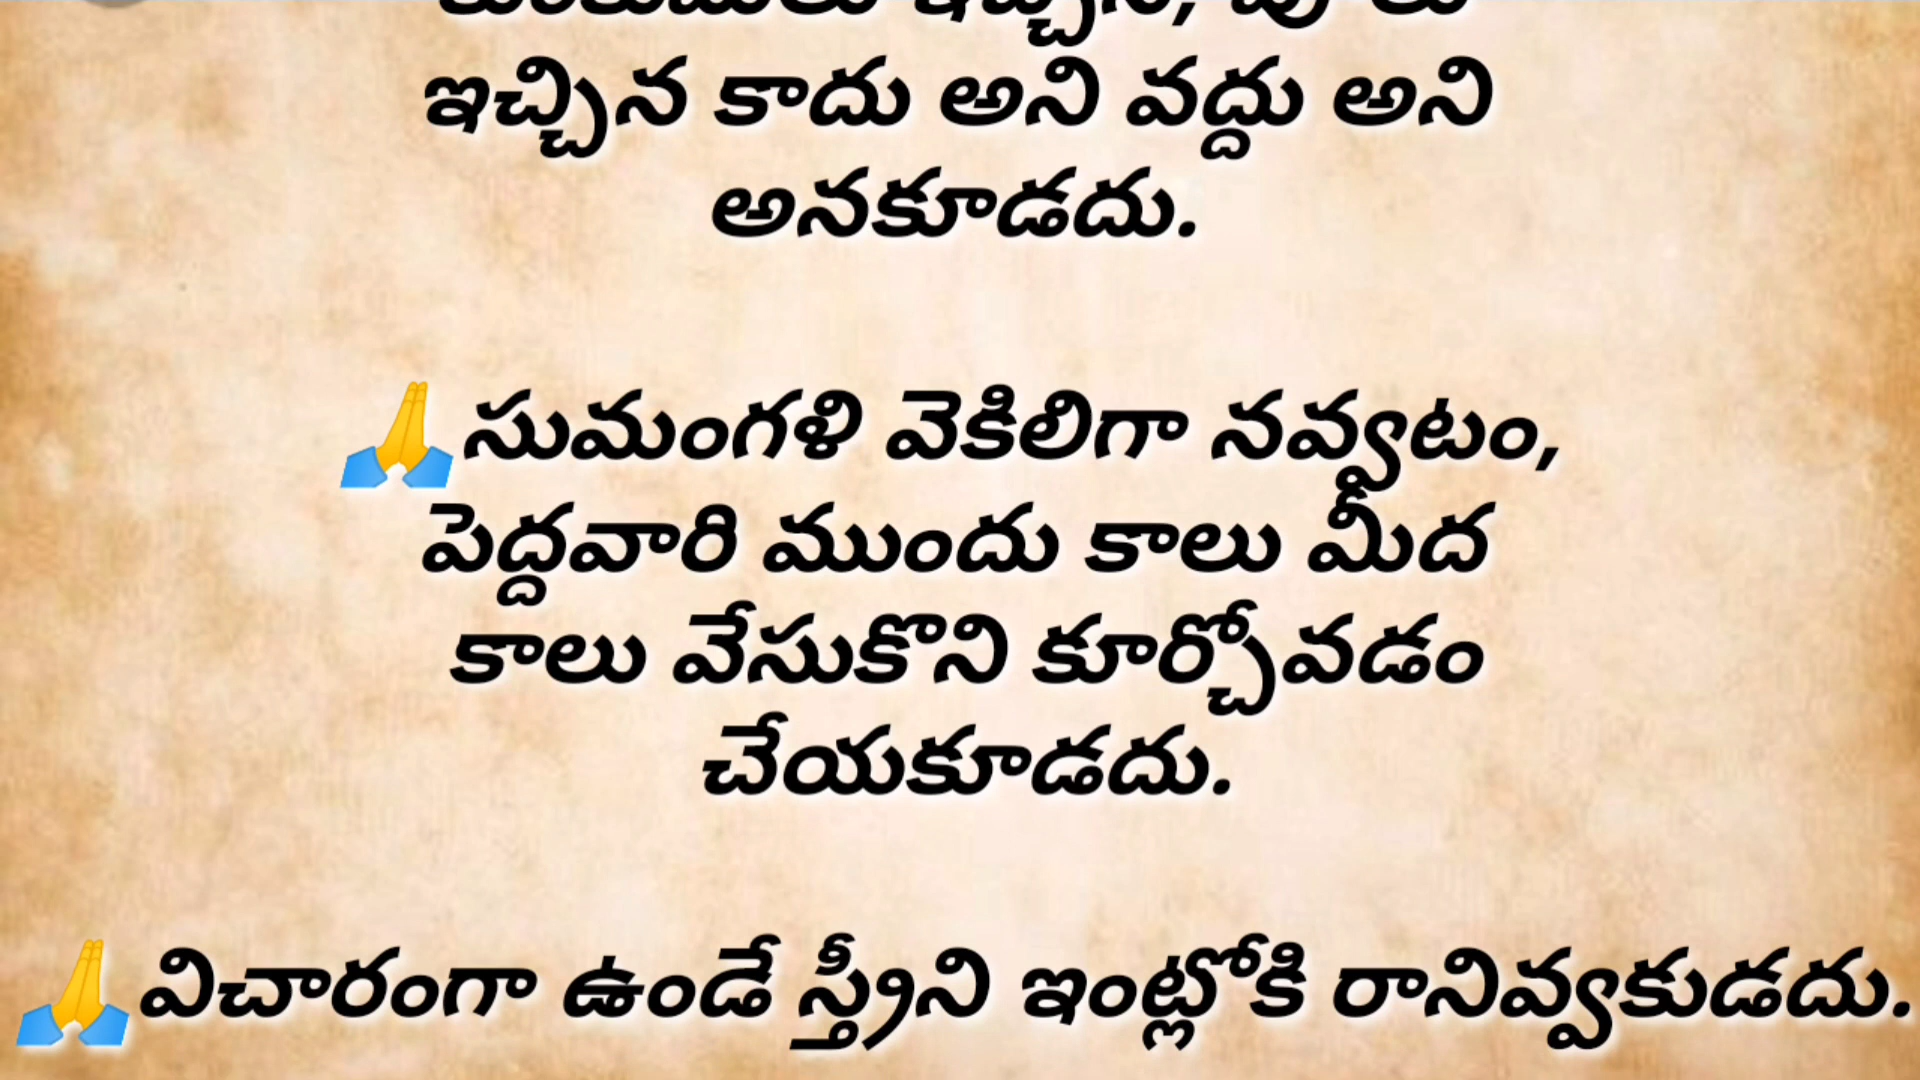 ఇచ్చిన కాదు అని వద్దు అని
అనకూడదు.
🙏సుమంగళి వెకిలిగా నవ్వటం,
పెద్దవారి ముందు కాలు మీద
కాలు వేసుకొని కూర్చోవడం
చేయకూడదు.
🙏విచారంగా ఉండే స్త్రీని ఇంట్లోకి రానివ్వకుడదు.